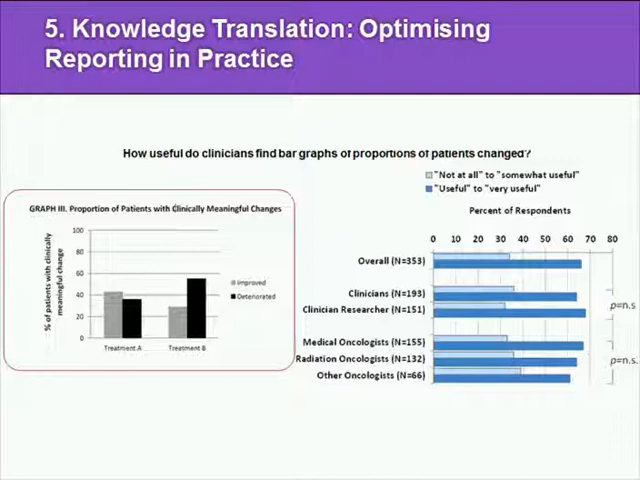 5. Knowledge Translation: Optimising
Reporting in Practice
How useful do clinicians find bar graphs of proportions of patients changed?
"Not at all" to "somewhat useful"
"Useful" to "very useful"
GRAPH III. Proportion of Patients with Clinically Meaningful Changes
Percent of Respondents
% of patients with clinically
meaningful change
100
80
60
40
20
0
Treatment A
Treatment B
Improved
Deteriorated
0 10 20 30 40 50 60 70 80
Overall (N=353)
Clinicians (N=193)
Clinician Researcher (N=151)
p=n.s
Medical Oncologists (N=155)
Radiation Oncologists (N=132)
p=n.s.
Other Oncologists (N=66)